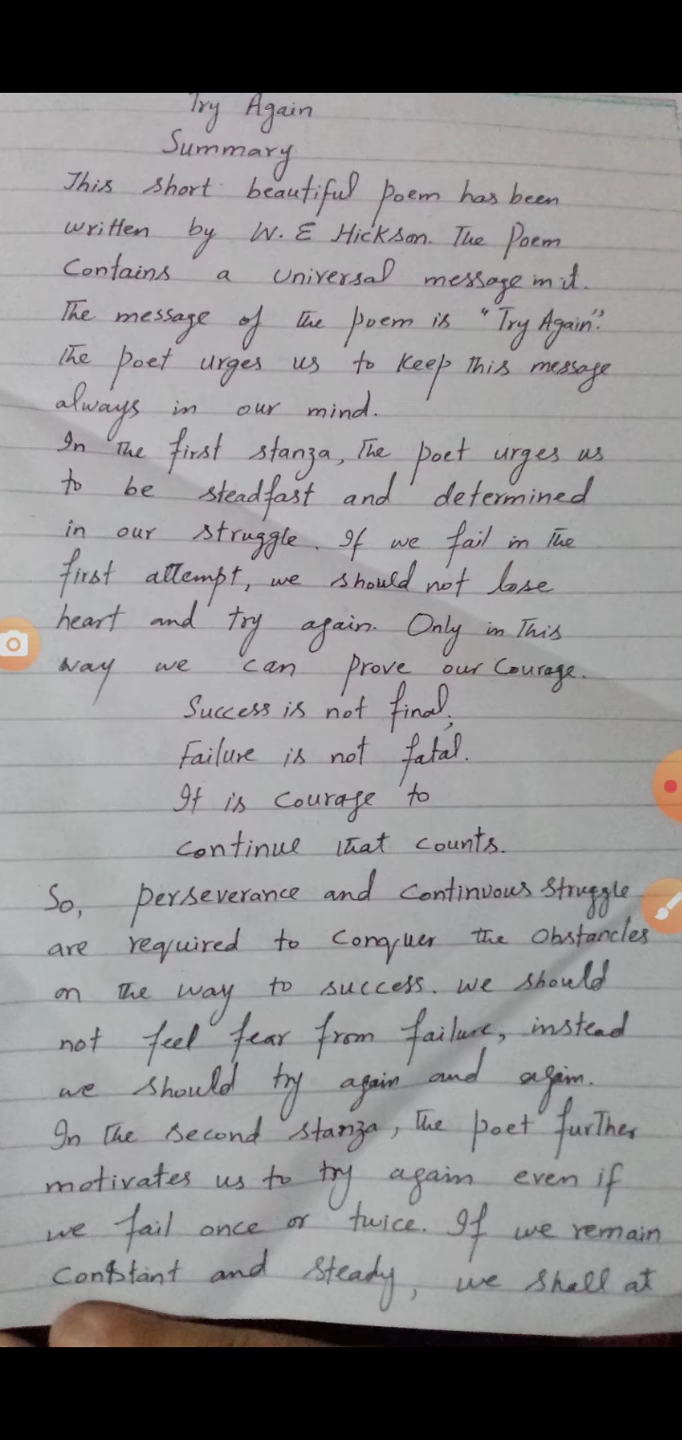 Try Again
Summary
This short beautiful poem has been
written by W. E Hickson. The Poem
Contains a universal message in it.
The message of the poem is "Try Again".
The poet urges us to keep this message
always in our mind.
In the first stanza, the poet urges us
to be steadfast and determined
in our struggle. If we fail in the
first attempt, we should not lose
heart and try again. Only in this
way we can prove our Courage.
Success is not final,
Failure is not fatal.
It is courage to
continue that counts.
So, perseverance and continuous struggle
are required to conquer the obstancles
on the way to success. we should
not feel fear from failure, instead
we should try again and again.
In the second stanza, the poet further
motivates us to try again even if
we fail once or twice. If we remain
constant and steady, we shall at